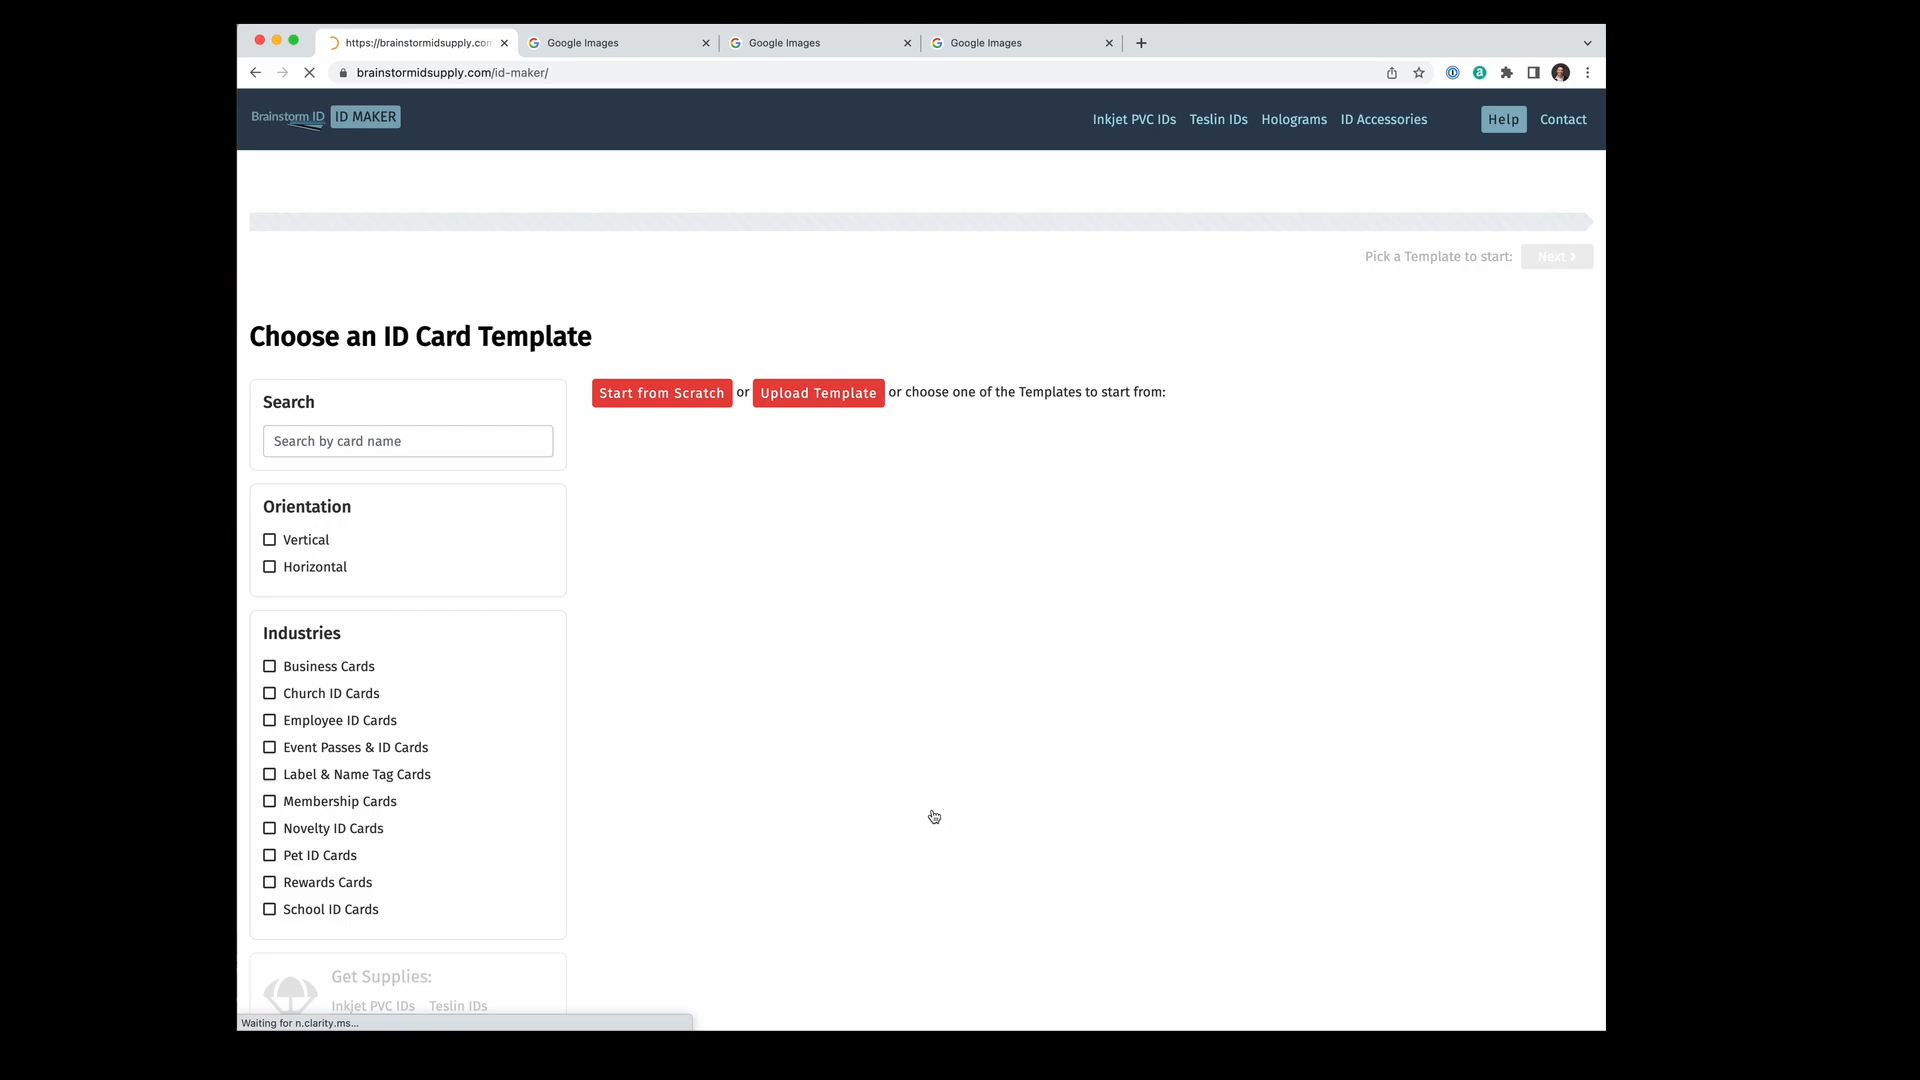 https://brainstormidsupply.con
Google Images
Google Images
Google Images
brainstormidsupply.com/id-maker/
Brainstorm ID
ID MAKER
Inkjet PVC IDs
Teslin IDs
Holograms
ID Accessories
Help
Contact
Pick a Template to start:
Next
Choose an ID Card Template
Search
Search by card name
Start from Scratch or Upload Template or choose one of the Templates to start from:
Orientation
Vertical
Horizontal
Industries
Business Cards
Church ID Cards
Employee ID Cards
Event Passes & ID Cards
Label & Name Tag Cards
Membership Cards
Novelty ID Cards
Pet ID Cards
Rewards Cards
School ID Cards
Get Supplies:
Inkjet PVC IDs
Teslin IDs
Waiting for n.clarity.ms...